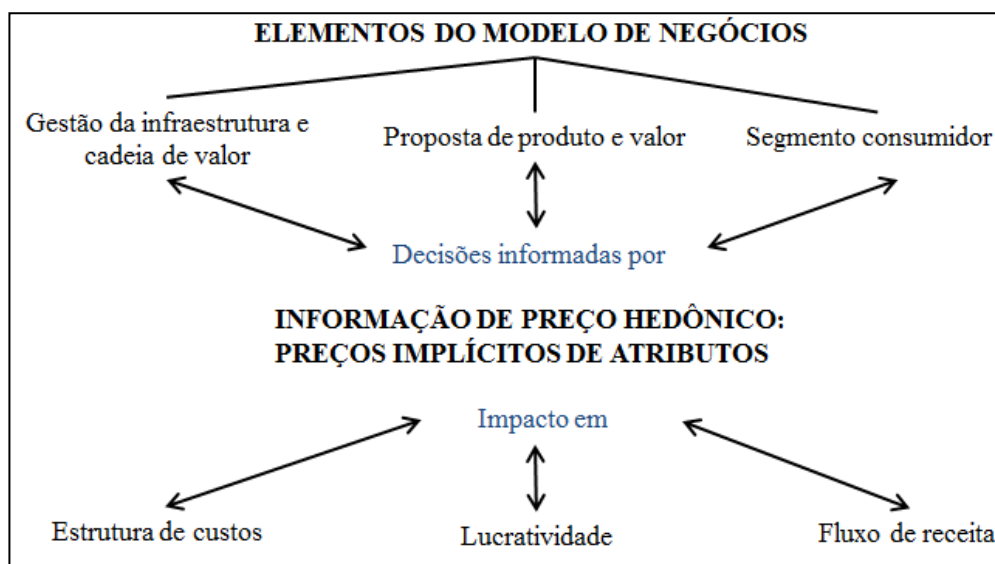 ELEMENTOS DO MODELO DE NEGÓCIOS
Gestão da infraestrutura e
cadeia de valor
Proposta de produto e valor
Segmento consumidor
Decisões informadas por
INFORMAÇÃO DE PREÇO HEDÔNICO:
PREÇOS IMPLÍCITOS DE ATRIBUTOS
Impacto em
Estrutura de custos
Lucratividade
Fluxo de receita